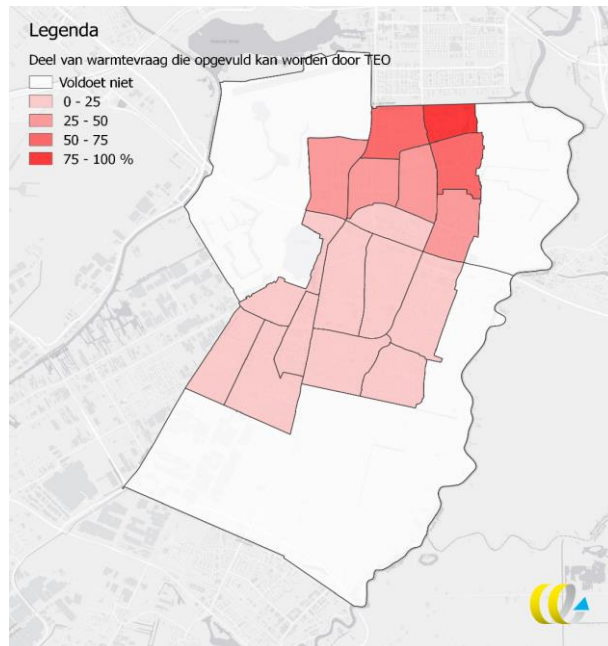 Legenda
Deel van warmtevraag die opgevuld kan worden door TEO
Voldoet niet
0 - 25
25 - 50
50 - 75
75 - 100 %